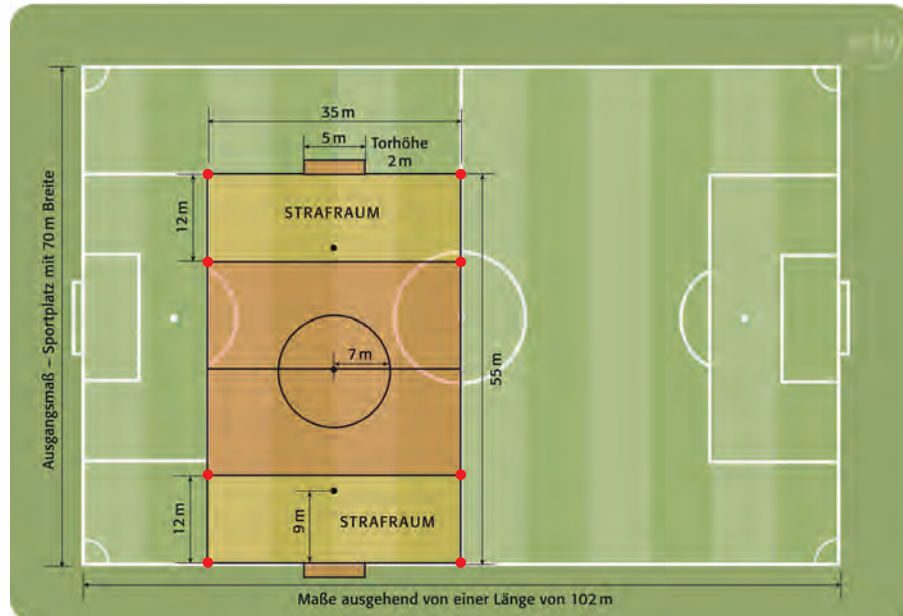 35 m
5 m
Torhöhe
2 m
12 m
STRAFRAUM
Ausgangsmaß – Sportplatz mit 70 m Breite
7 m
55 m
12 m
9 m
STRAFRAUM
Maße ausgehend von einer Länge von 102 m